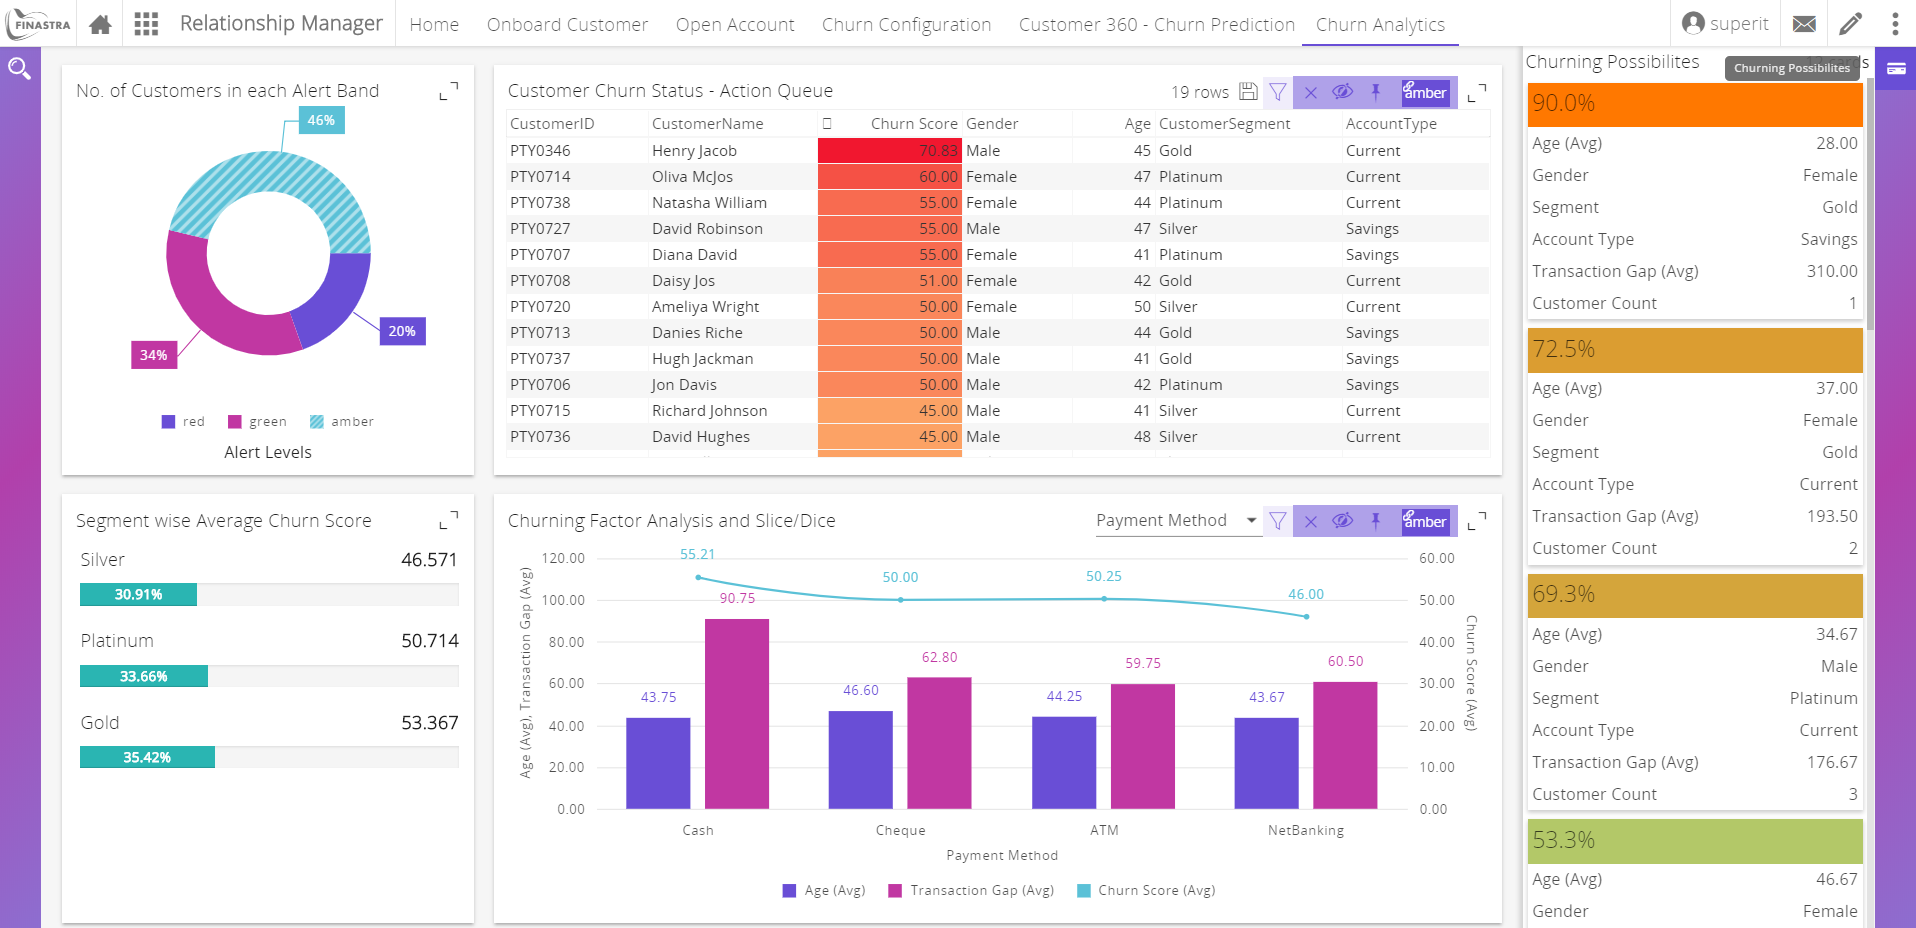 FINASTRA
Relationship Manager
Home
Onboard Customer
Open Account
Churn Configuration
Customer 360 - Churn Prediction
Churn Analytics
superit
No. of Customers in each Alert Band
46%
34%
20%
red green amber
Alert Levels
Customer Churn Status - Action Queue
19 rows
amber
CustomerID CustomerName Churn Score Gender Age CustomerSegment AccountType
PTY0346 Henry Jacob 70.83 Male 45 Gold Current
PTY0714 Oliva McJos 60.00 Female 47 Platinum Current
PTY0738 Natasha William 55.00 Female 44 Platinum Current
PTY0727 David Robinson 55.00 Male 47 Silver Savings
PTY0707 Diana David 55.00 Female 41 Platinum Savings
PTY0708 Daisy Jos 51.00 Female 42 Gold Current
PTY0720 Ameliya Wright 50.00 Female 50 Silver Current
PTY0713 Danies Riche 50.00 Male 44 Gold Savings
PTY0737 Hugh Jackman 50.00 Male 41 Gold Savings
PTY0706 Jon Davis 50.00 Male 42 Platinum Savings
PTY0715 Richard Johnson 45.00 Male 41 Silver Current
PTY0736 David Hughes 45.00 Male 48 Silver Current
Segment wise Average Churn Score
Silver 46.571
30.91%
Platinum 50.714
33.66%
Gold 53.367
35.42%
Churning Factor Analysis and Slice/Dice
Payment Method
amber
Age (Avg), Transaction Gap (Avg)
120.00
100.00
80.00
60.00
40.00
20.00
0.00
55.21
50.00
50.25
46.00
43.75
90.75
46.60
62.80
44.25
59.75
43.67
60.50
60.00
50.00
40.00
30.00
20.00
10.00
0.00
Churn Score (Avg)
Cash Cheque ATM NetBanking
Payment Method
Age (Avg) Transaction Gap (Avg) Churn Score (Avg)
Churning Possibilites
Churning Possibilites
90.0%
Age (Avg) 28.00
Gender Female
Segment Gold
Account Type Savings
Transaction Gap (Avg) 310.00
Customer Count 1
72.5%
Age (Avg) 37.00
Gender Female
Segment Gold
Account Type Current
Transaction Gap (Avg) 193.50
Customer Count 2
69.3%
Age (Avg) 34.67
Gender Male
Segment Platinum
Account Type Current
Transaction Gap (Avg) 176.67
Customer Count 3
53.3%
Age (Avg) 46.67
Gender Female